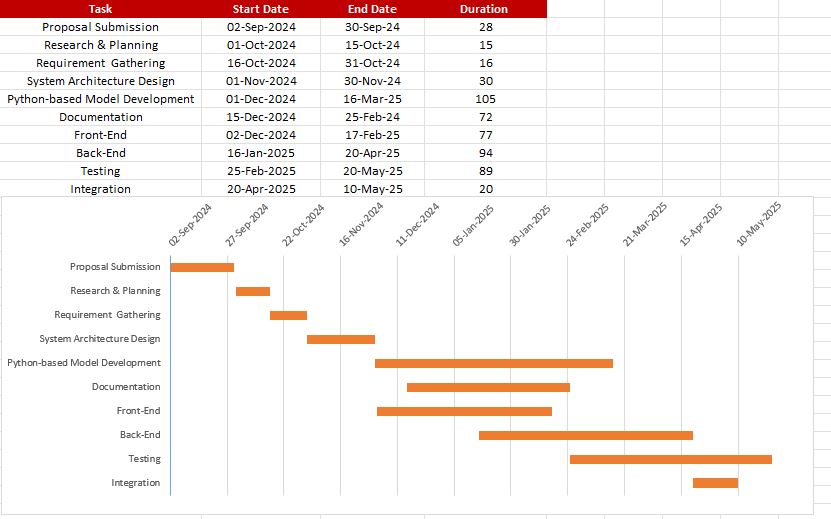 Task Start Date End Date Duration
Proposal Submission 02-Sep-2024 30-Sep-24 28
Research & Planning 01-Oct-2024 15-Oct-24 15
Requirement Gathering 16-Oct-2024 31-Oct-24 16
System Architecture Design 01-Nov-2024 30-Nov-24 30
Python-based Model Development 01-Dec-2024 16-Mar-25 105
Documentation 15-Dec-2024 25-Feb-24 72
Front-End 02-Dec-2024 17-Feb-25 77
Back-End 16-Jan-2025 20-Apr-25 94
Testing 25-Feb-2025 20-May-25 89
Integration 20-Apr-2025 10-May-25 20
02-Sep-2024 27-Sep-2024 22-Oct-2024 16-Nov-2024 11-Dec-2024 05-Jan-2025 30-Jan-2025 24-Feb-2025 21-Mar-2025 15-Apr-2025 10-May-2025
Proposal Submission
Research & Planning
Requirement Gathering
System Architecture Design
Python-based Model Development
Documentation
Front-End
Back-End
Testing
Integration